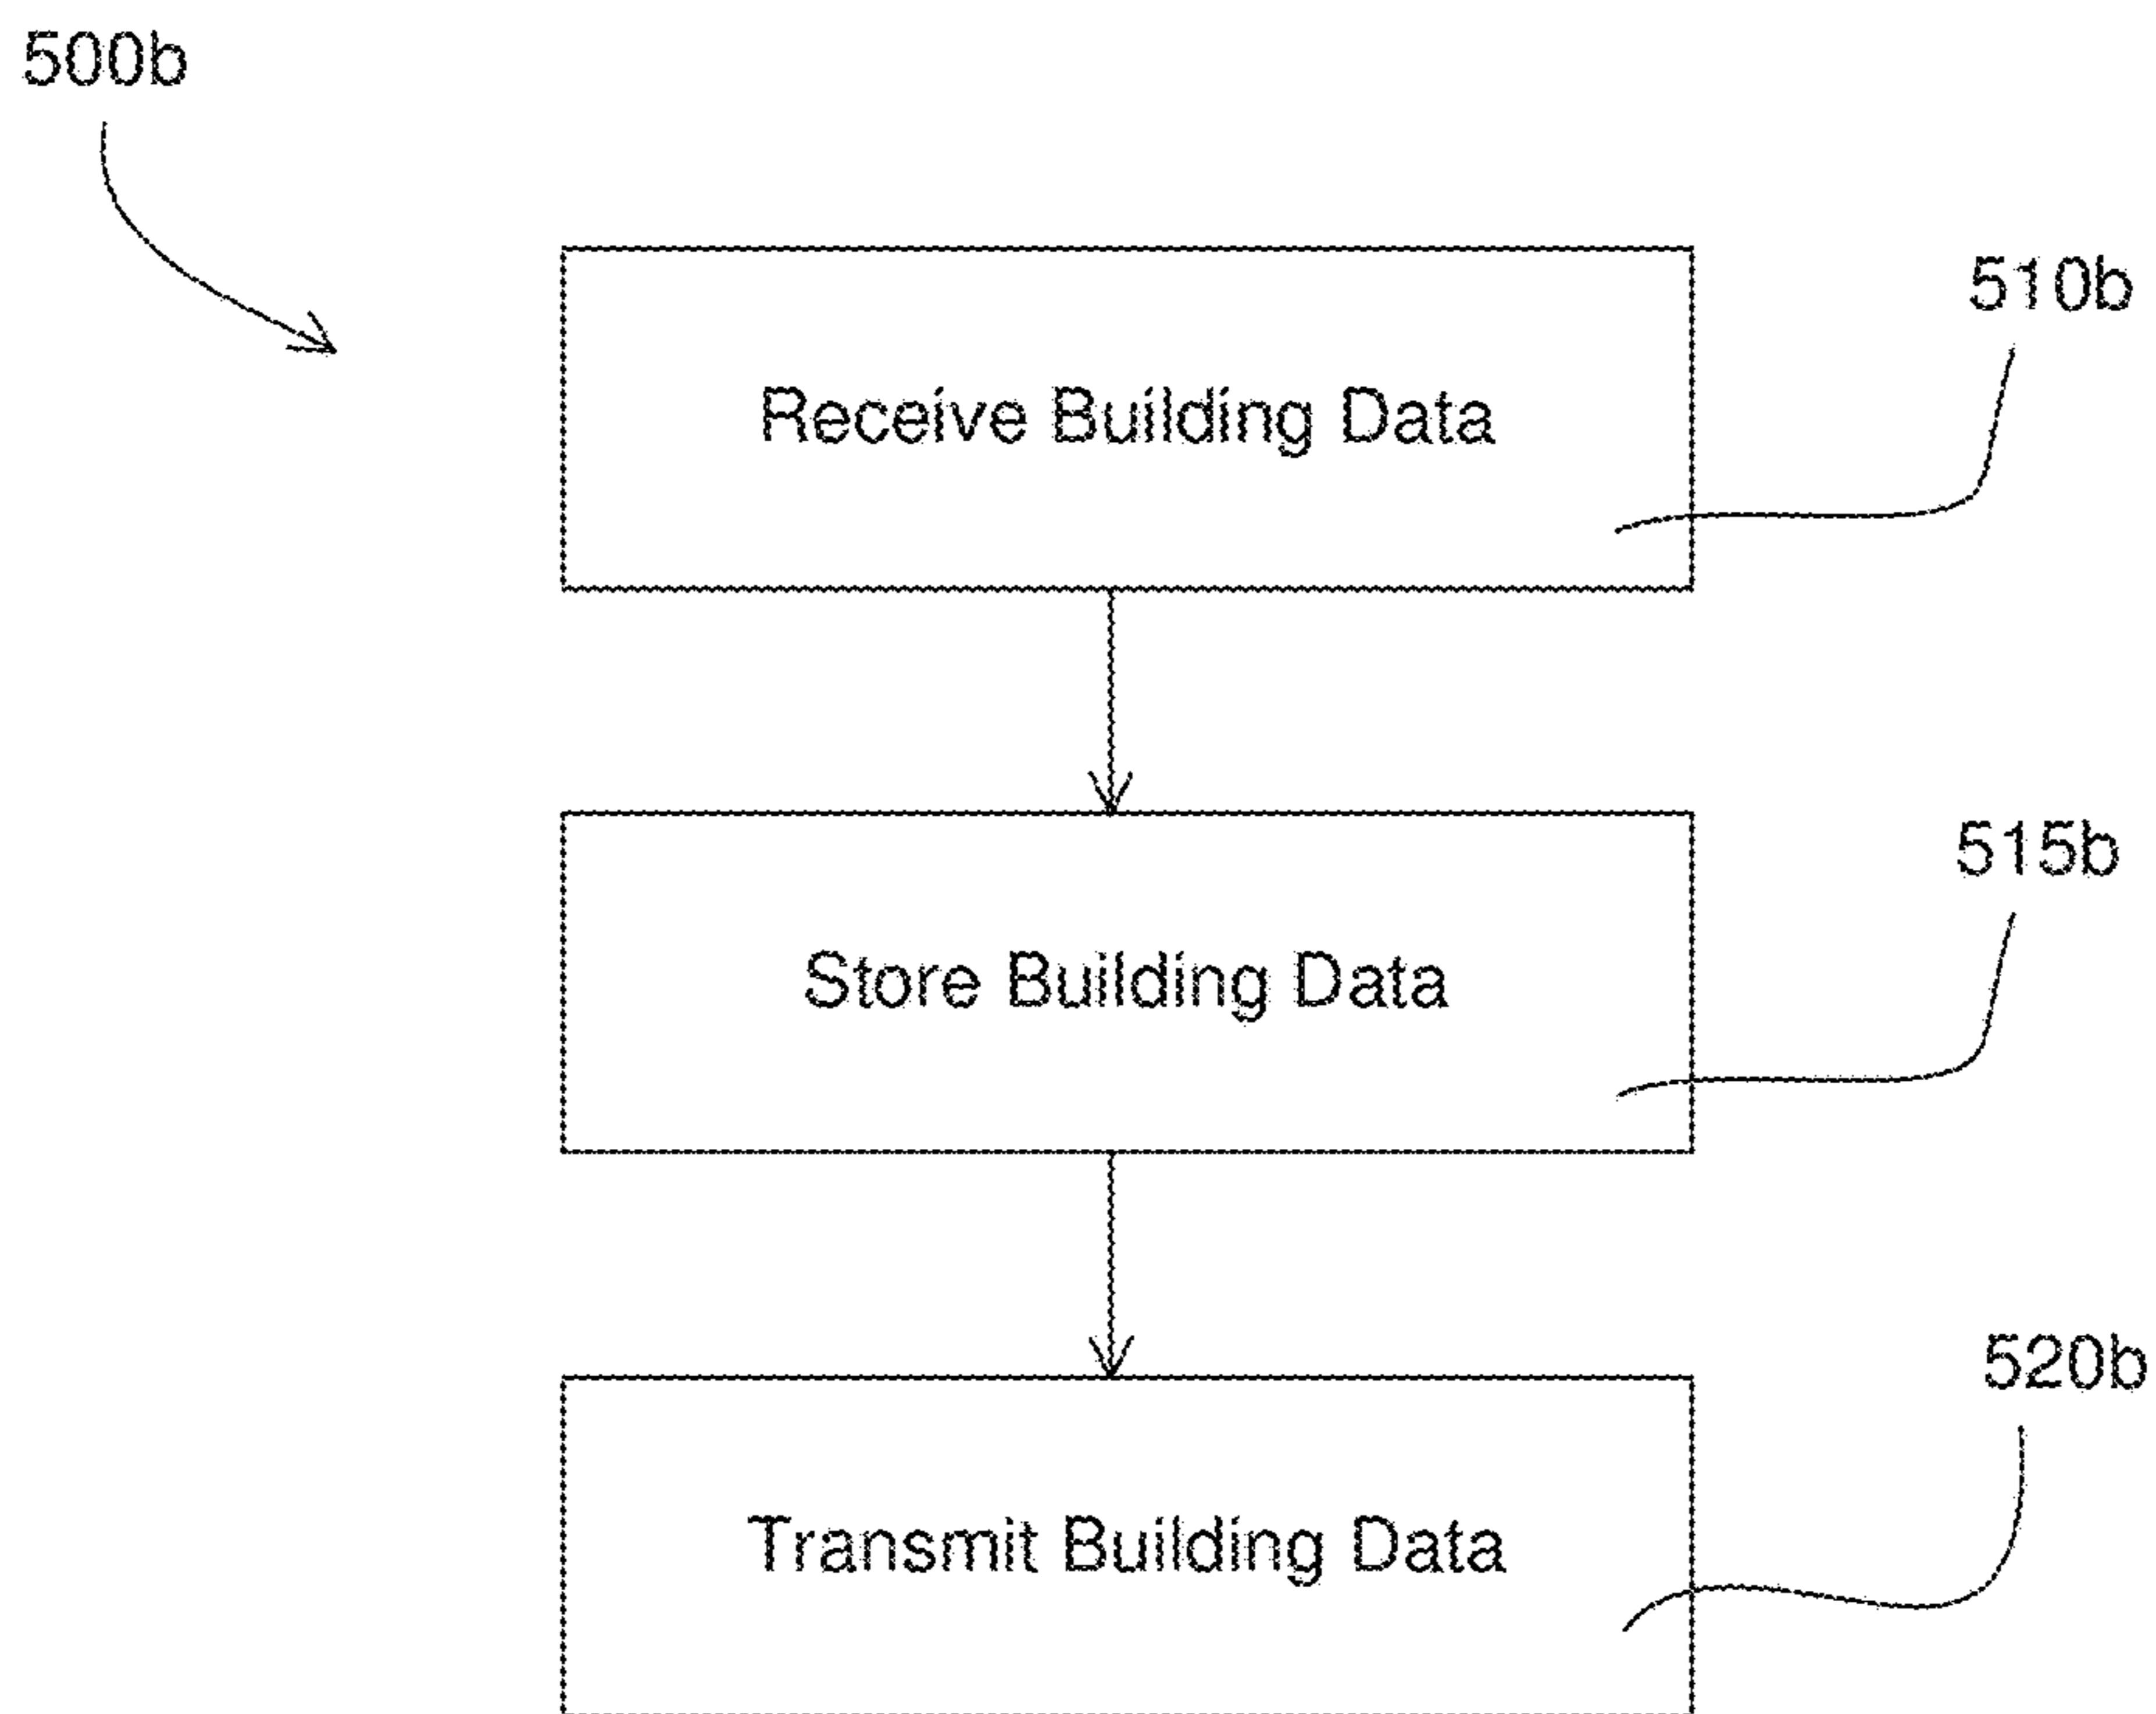 500b
510b
Receive Building Data
515b
Store Building Data
520b
Transmit Building Data